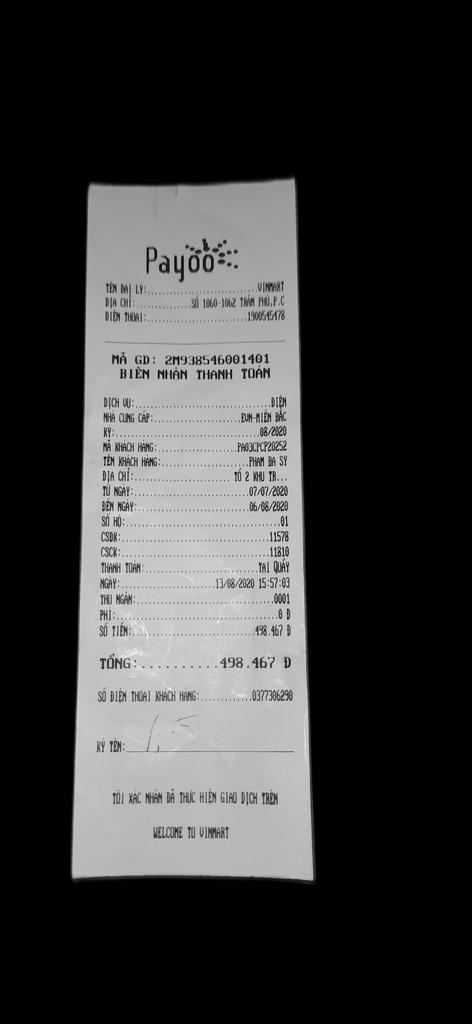 Payoo
TÊN ĐẠI LÝ:........................VINMART
ĐỊA CHỈ:.............SỐ 1060-1062 TRẦN PHÚ,P.C
ĐIỆN THOẠI:......................1900545478
MÃ GD: 2M938546001401
BIÊN NHẬN THANH TOÁN
DỊCH VỤ:..............................ĐIỆN
NHÀ CUNG CẤP:...................EVN-MIỀN BẮC
KỲ:................................08/2020
MÃ KHÁCH HÀNG:................PA03CPCP20252
TÊN KHÁCH HÀNG:..................PHAM BA SY
ĐỊA CHỈ:....................TỔ 2 KHU TR...
TỪ NGÀY:........................07/07/2020
ĐẾN NGÀY:.......................06/08/2020
SỐ HỘ:..................................01
CSDK:................................11578
CSCK:................................11810
THANH TOÁN:........................TẠI QUẦY
NGÀY:...................13/08/2020 15:57:03
THU NGÂN:.............................0001
PHÍ:...................................0 Đ
SỐ TIỀN:..........................498.467 Đ
TỔNG:..........498.467 Đ
SỐ ĐIỆN THOẠI KHÁCH HÀNG:............0377306290
KÝ TÊN:
TÔI XÁC NHẬN ĐÃ THỰC HIỆN GIAO DỊCH TRÊN
WELCOME TO VINMART